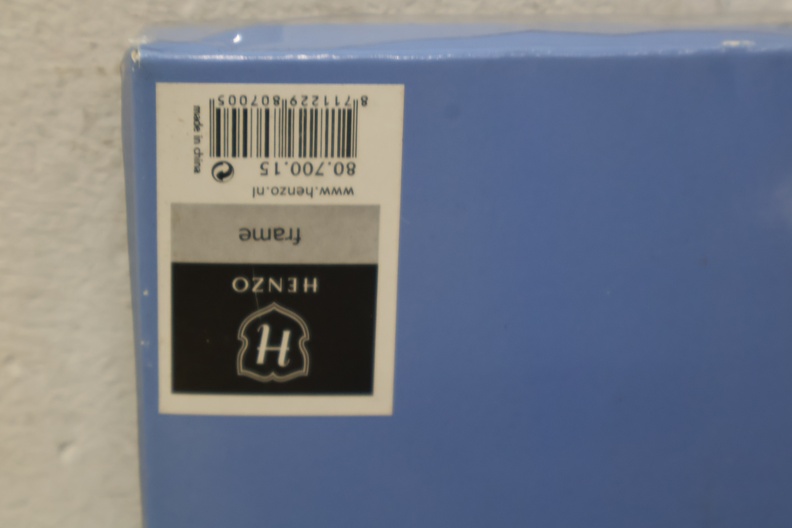 H
HENZO
frame
www.henzo.nl
80.700.15
8 711229 807005
made in china